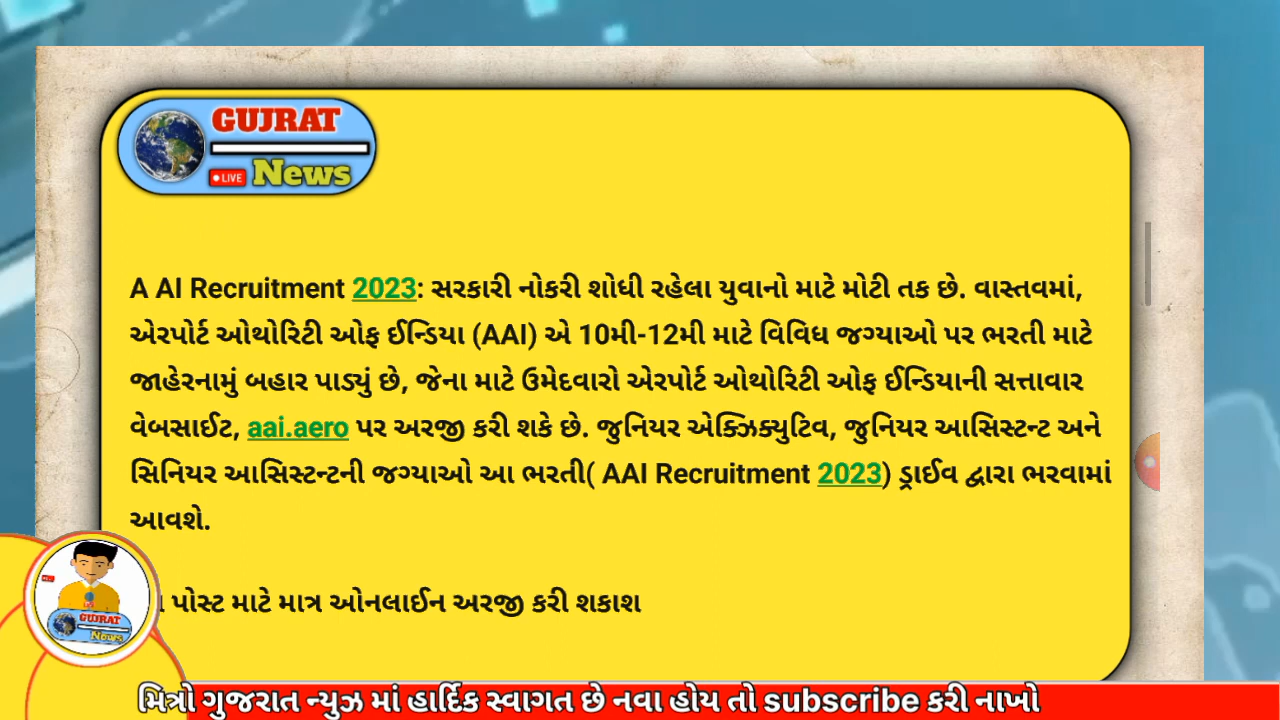 GUJRAT
LIVE News
A AI Recruitment 2023: સરકારી નોકરી શોધી રહેલા યુવાનો માટે મોટી તક છે. વાસ્તવમાં,
એરપોર્ટ ઓથોરિટી ઓફ ઈન્ડિયા (AAI) એ 10મી-12મી માટે વિવિધ જગ્યાઓ પર ભરતી માટે
જાહેરનામું બહાર પાડ્યું છે, જેના માટે ઉમેદવારો એરપોર્ટ ઓથોરિટી ઓફ ઈન્ડિયાની સત્તાવાર
વેબસાઈટ, aai.aero પર અરજી કરી શકે છે. જુનિયર એક્ઝિક્યુટિવ, જુનિયર આસિસ્ટન્ટ અને
સિનિયર આસિસ્ટન્ટની જગ્યાઓ આ ભરતી( AAI Recruitment 2023) ડ્રાઈવ દ્વારા ભરવામાં
આવશે.
પોસ્ટ માટે માત્ર ઓનલાઈન અરજી કરી શકાશ
GUJRAT
News
મિત્રો ગુજરાત ન્યુઝ માં હાર્દિક સ્વાગત છે નવા હોય તો subscribe કરી નાખો